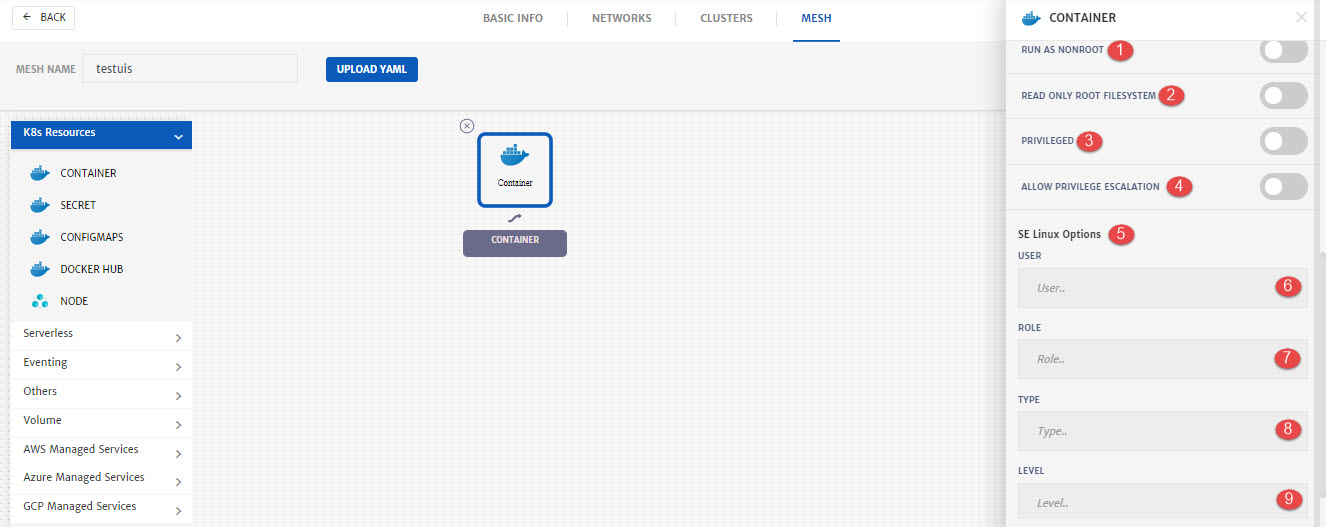 BACK
BASIC INFO
NETWORKS
CLUSTERS
MESH
MESH NAME
testuis
UPLOAD YAML
K8s Resources
CONTAINER
SECRET
CONFIGMAPS
DOCKER HUB
NODE
Serverless
Eventing
Others
Volume
AWS Managed Services
Azure Managed Services
GCP Managed Services
Container
CONTAINER
CONTAINER
RUN AS NONROOT 1
READ ONLY ROOT FILESYSTEM 2
PRIVILEGED 3
ALLOW PRIVILEGE ESCALATION 4
SE Linux Options 5
USER
User.. 6
ROLE
Role.. 7
TYPE
Type.. 8
LEVEL
Level.. 9